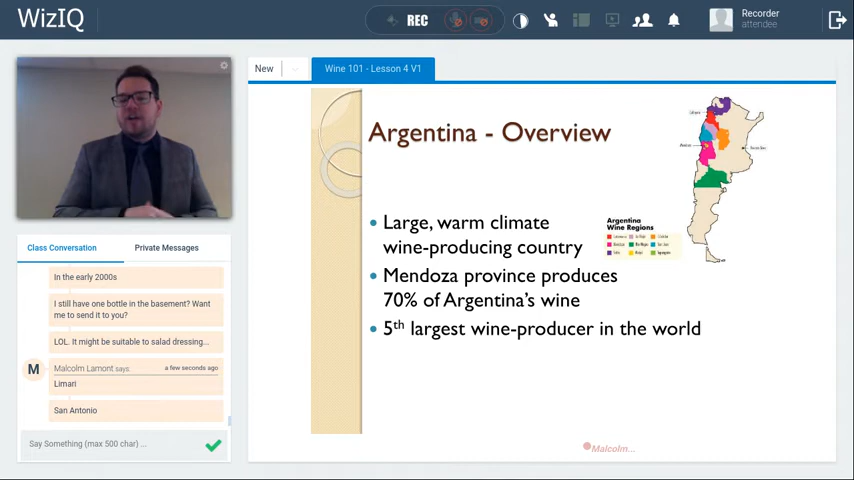 WizIQ
REC
Recorder
attendee
New
Wine 101 - Lesson 4 V1
Argentina - Overview
• Large, warm climate
wine-producing country
• Mendoza province produces
70% of Argentina's wine
• 5th largest wine-producer in the world
Argentina
Wine Regions
Malcolm...
Class Conversation
Private Messages
In the early 2000s
I still have one bottle in the basement? Want
me to send it to you?
LOL. It might be suitable to salad dressing...
M
Malcolm Lamont says:
a few seconds ago
Limari
San Antonio
Say Something (max 500 char) ...